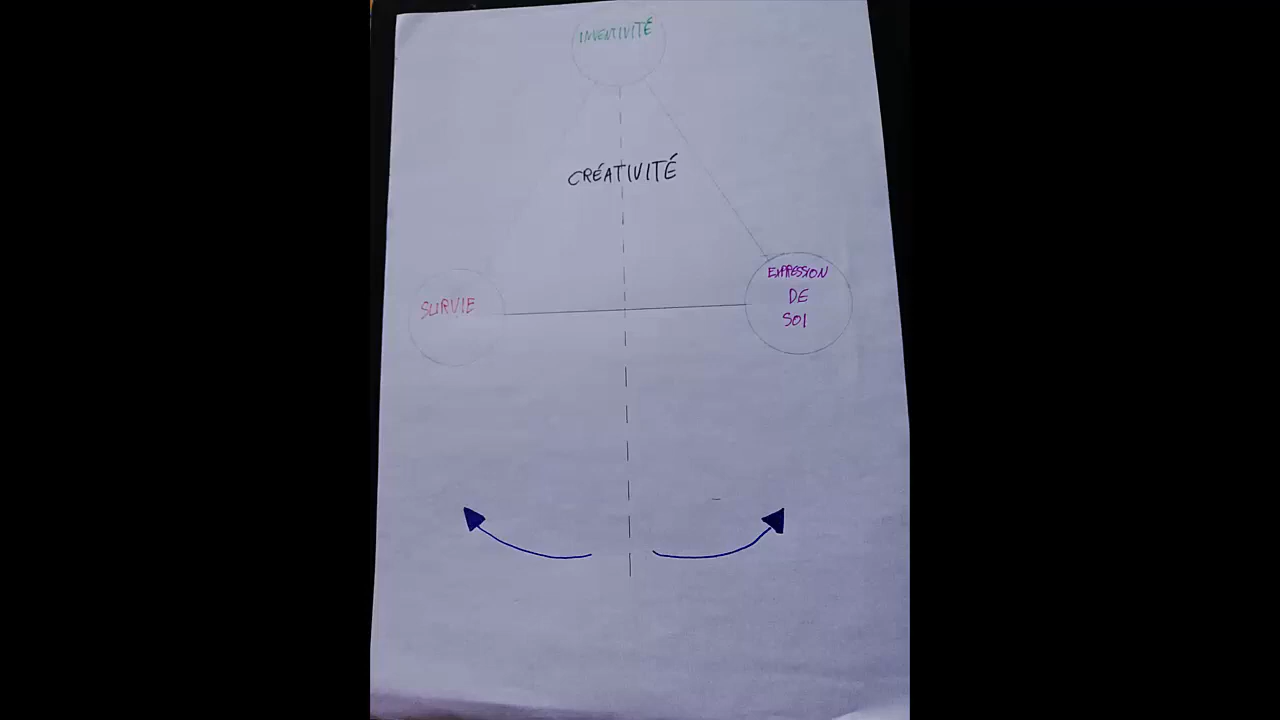 INVENTIVITÉ
CRÉATIVITÉ
SURVIE
EXPRESSION
DE
SOI